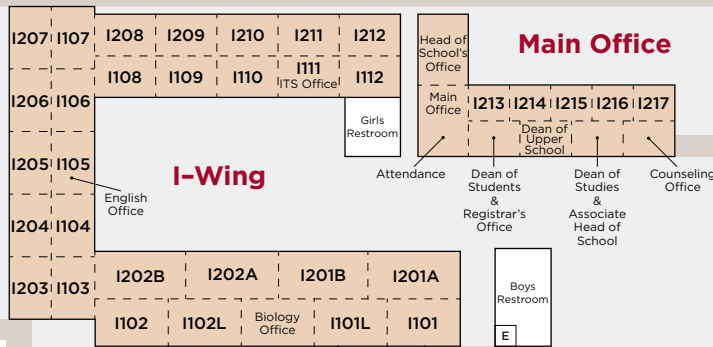 I207 I107 I208 I209 I210 I211 I212
I108 I109 I110 I111 I112
ITS Office
I206 I106
Girls
Restroom
I205 I105
English
Office
I204 I104
I203 I103
I-Wing
I202B I202A I201B I201A
I102 I102L Biology I101L I101
Office
Head of
School's
Office
Main Office
Main
Office
I213 I214 I215 I216 I217
Dean of
Upper
School
Attendance
Dean of
Students
&
Registrar's
Office
Dean of
Studies
&
Associate
Head of
School
Counseling
Office
Boys
Restroom
E